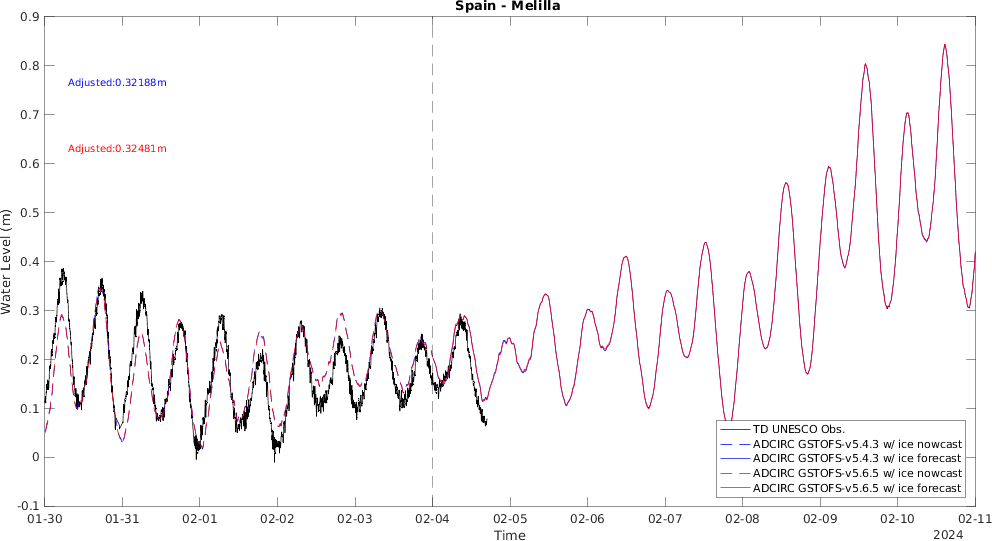 Spain - Melilla
0.9
0.8
0.7
0.6
0.5
0.4
0.3
0.2
0.1
0
-0.1
Water Level (m)
Adjusted:0.32188m
Adjusted:0.32481m
TD UNESCO Obs.
ADCIRC GSTOFS-v5.4.3 w/ ice nowcast
ADCIRC GSTOFS-v5.4.3 w/ ice forecast
ADCIRC GSTOFS-v5.6.5 w/ ice nowcast
ADCIRC GSTOFS-v5.6.5 w/ ice forecast
01-30 01-31 02-01 02-02 02-03 02-04 02-05 02-06 02-07 02-08 02-09 02-10 02-11
Time
2024